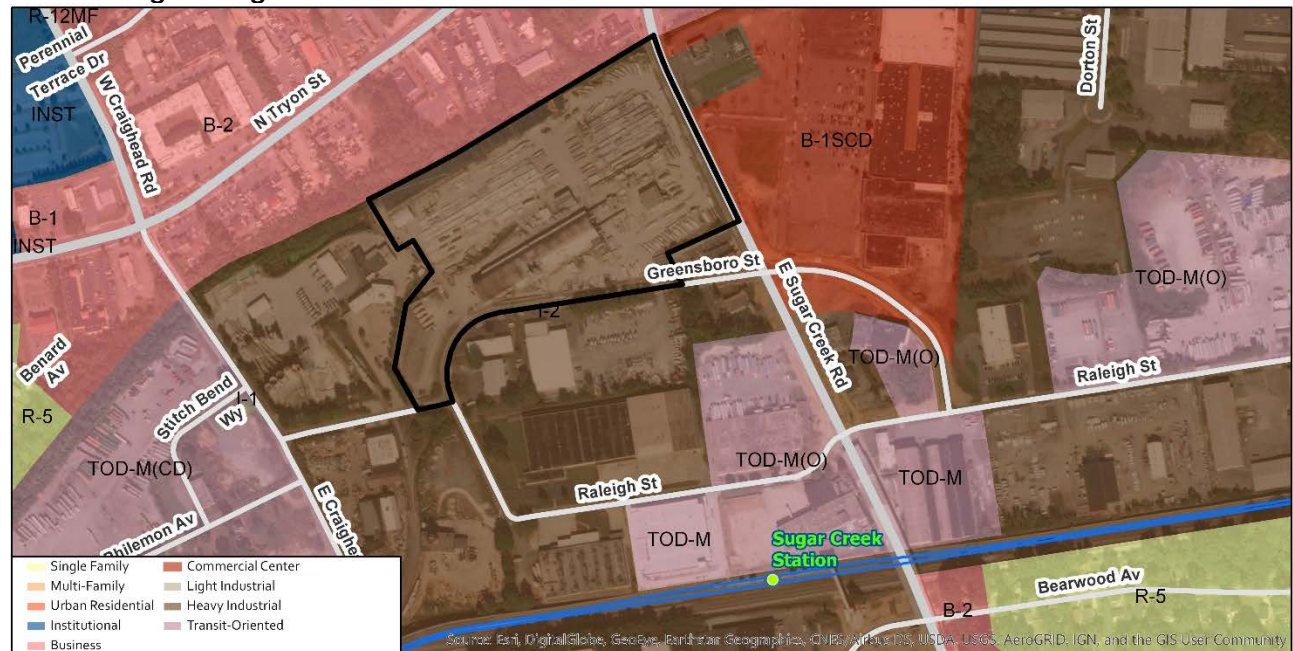 R-12MF
Perennial
Terrace Dr
W Craighead Rd
INST
N Tryon St
B-2
Dorton St
B-1SCD
B-1
INST
Greensboro St
I-2
E Sugar Creek Rd
TOD-M(O)
TOD-M(O)
Benard
Av
Stitch Bend
Wy
I-1
R-5
Raleigh St
TOD-M(CD)
TOD-M(O)
TOD-M
Raleigh St
E Craighe
Philemon Av
TOD-M
Sugar Creek
Station
Bearwood Av
R-5
B-2
Single Family
Multi-Family
Urban Residential
Institutional
Business
Commercial Center
Light Industrial
Heavy Industrial
Transit-Oriented
Source: Esri, DigitalGlobe, GeoEye, Earthstar Geographics, CNES/Airbus DS, USDA, USGS, AeroGRID, IGN, and the GIS User Community